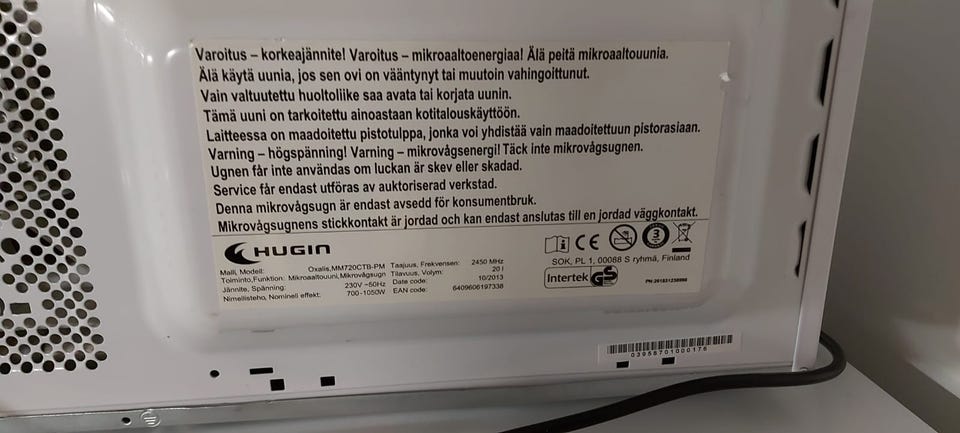 Varoitus – korkeajännite! Varoitus – mikroaaltoenergiaa! Älä peitä mikroaaltouunia.
Älä käytä uunia, jos sen ovi on vääntynyt tai muutoin vahingoittunut.
Vain valtuutettu huoltoliike saa avata tai korjata uunin.
Tämä uuni on tarkoitettu ainoastaan kotitalouskäyttöön.
Laitteessa on maadoitettu pistotulppa, jonka voi yhdistää vain maadoitettuun pistorasiaan.
Varning – högspänning! Varning – mikrovågsenergi! Täck inte mikrovågsugnen.
Ugnen får inte användas om luckan är skev eller skadad.
Service får endast utföras av auktoriserad verkstad.
Denna mikrovågsugn är endast avsedd för konsumentbruk.
Mikrovågsugnens stickkontakt är jordad och kan endast anslutas till en jordad väggkontakt.
HUGIN
Malli, Modell: Oxalis,MM720CTB-PM Taajuus, Frekvensen: 2450 MHz
Toiminto,Funktion: Mikroaaltouuni,Mikrovågsugn Tilavuus, Volym: 20 l
Jännite, Spänning: 230V ~50Hz Date code: 10/2013
Nimellisteho, Nominell effekt: 700-1050W EAN code: 6409606197338
i CE 3
SOK, PL 1, 00088 S ryhmä, Finland
Intertek GS
PN:261831238998
03958701000176